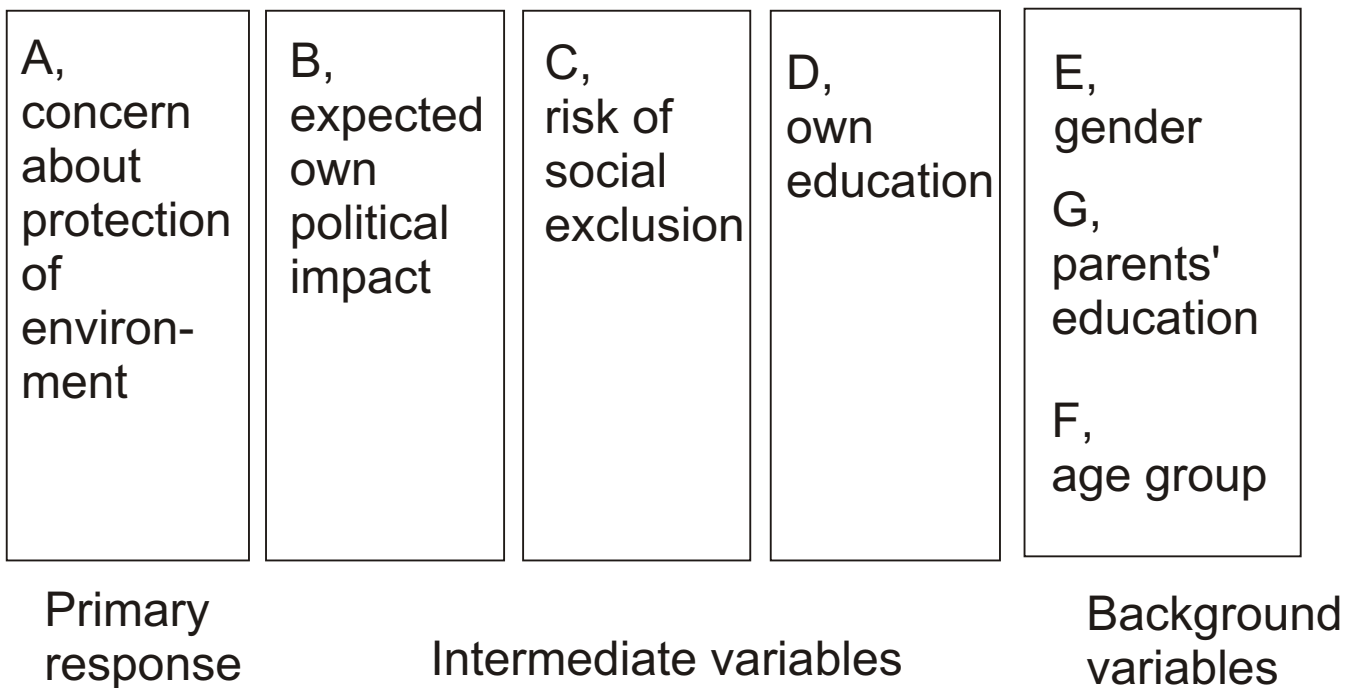 A,
concern
about
protection
of
environ-
ment
B,
expected
own
political
impact
C,
risk of
social
exclusion
D,
own
education
E,
gender
G,
parents'
education
F,
age group
Primary
response
Intermediate variables
Background
variables